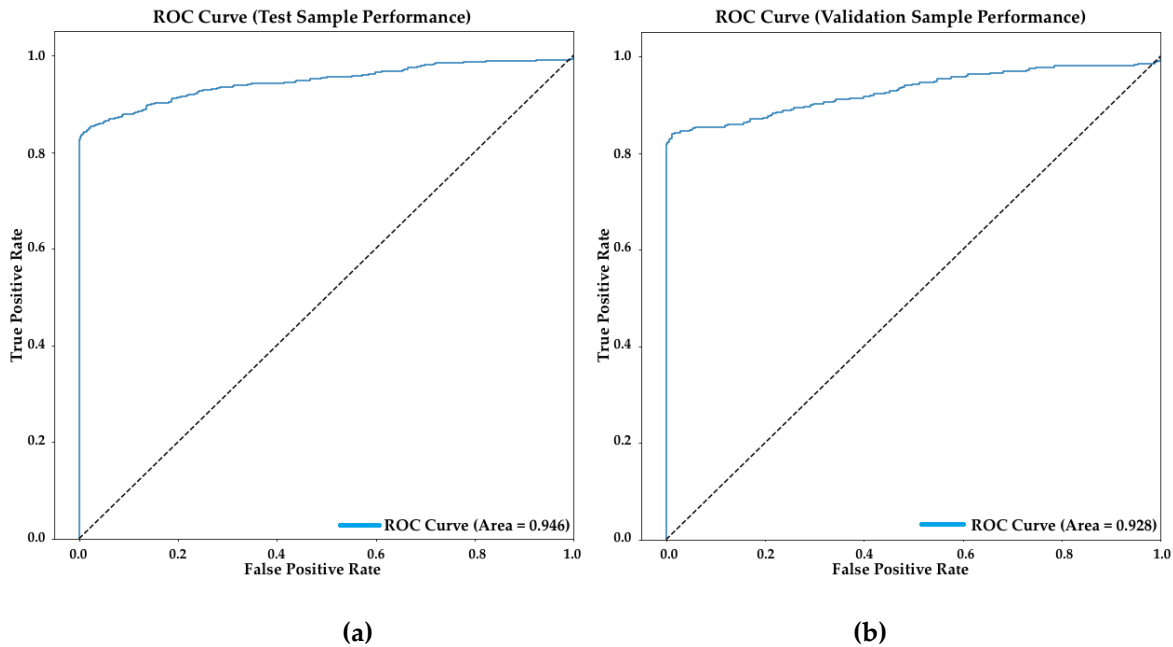 ROC Curve (Test Sample Performance)
1.0
0.8
0.6
0.4
0.2
0.0
True Positive Rate
ROC Curve (Area = 0.946)
0.0 0.2 0.4 0.6 0.8 1.0
False Positive Rate
(a)
ROC Curve (Validation Sample Performance)
1.0
0.8
0.6
0.4
0.2
0.0
True Positive Rate
ROC Curve (Area = 0.928)
0.0 0.2 0.4 0.6 0.8 1.0
False Positive Rate
(b)